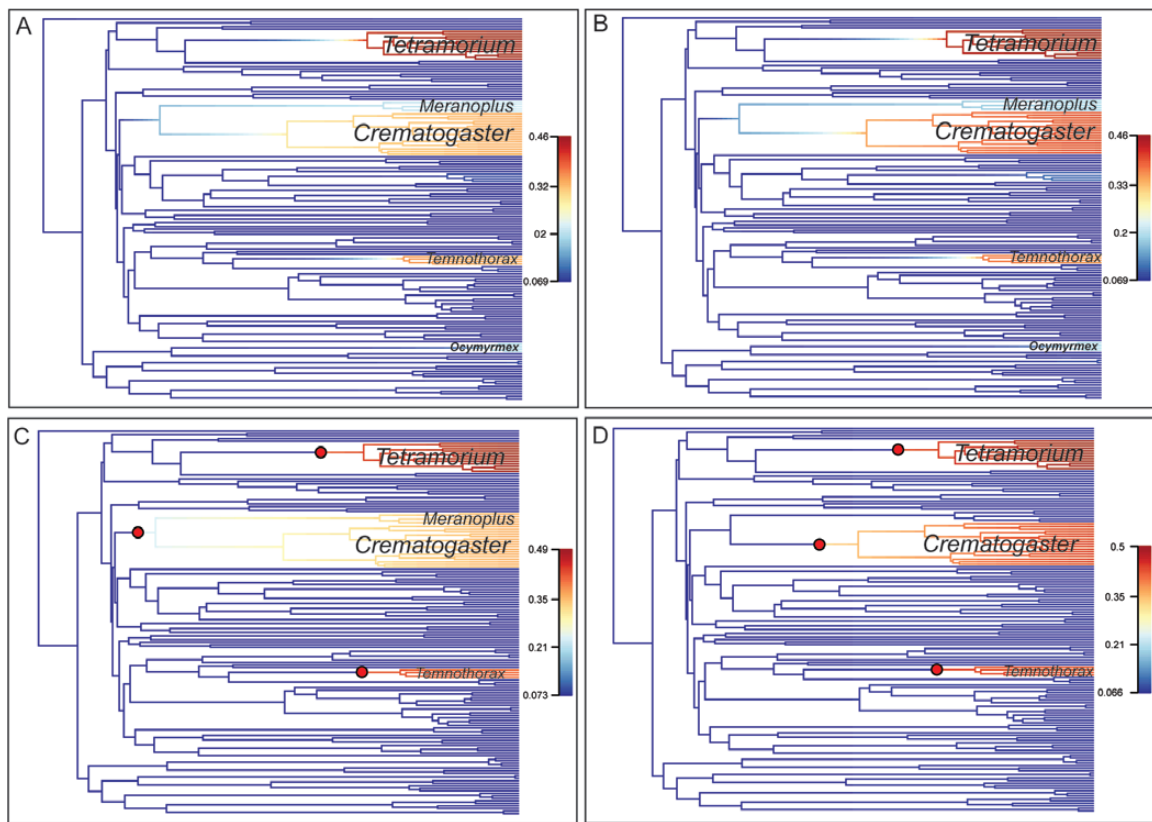 A
Tetramorium
Meranoplus
Crematogaster
0.46
0.32
02
0.069
Temnothorax
Ocymyrmex
B
Tetramorium
Meranoplus
Crematogaster
0.46
0.33
0.2
0.069
Temnothorax
Ocymyrmex
C
Tetramorium
Meranoplus
Crematogaster
0.49
0.35
0.21
0.073
Temnothorax
D
Tetramorium
Crematogaster
0.5
0.35
0.21
0.066
Temnothorax